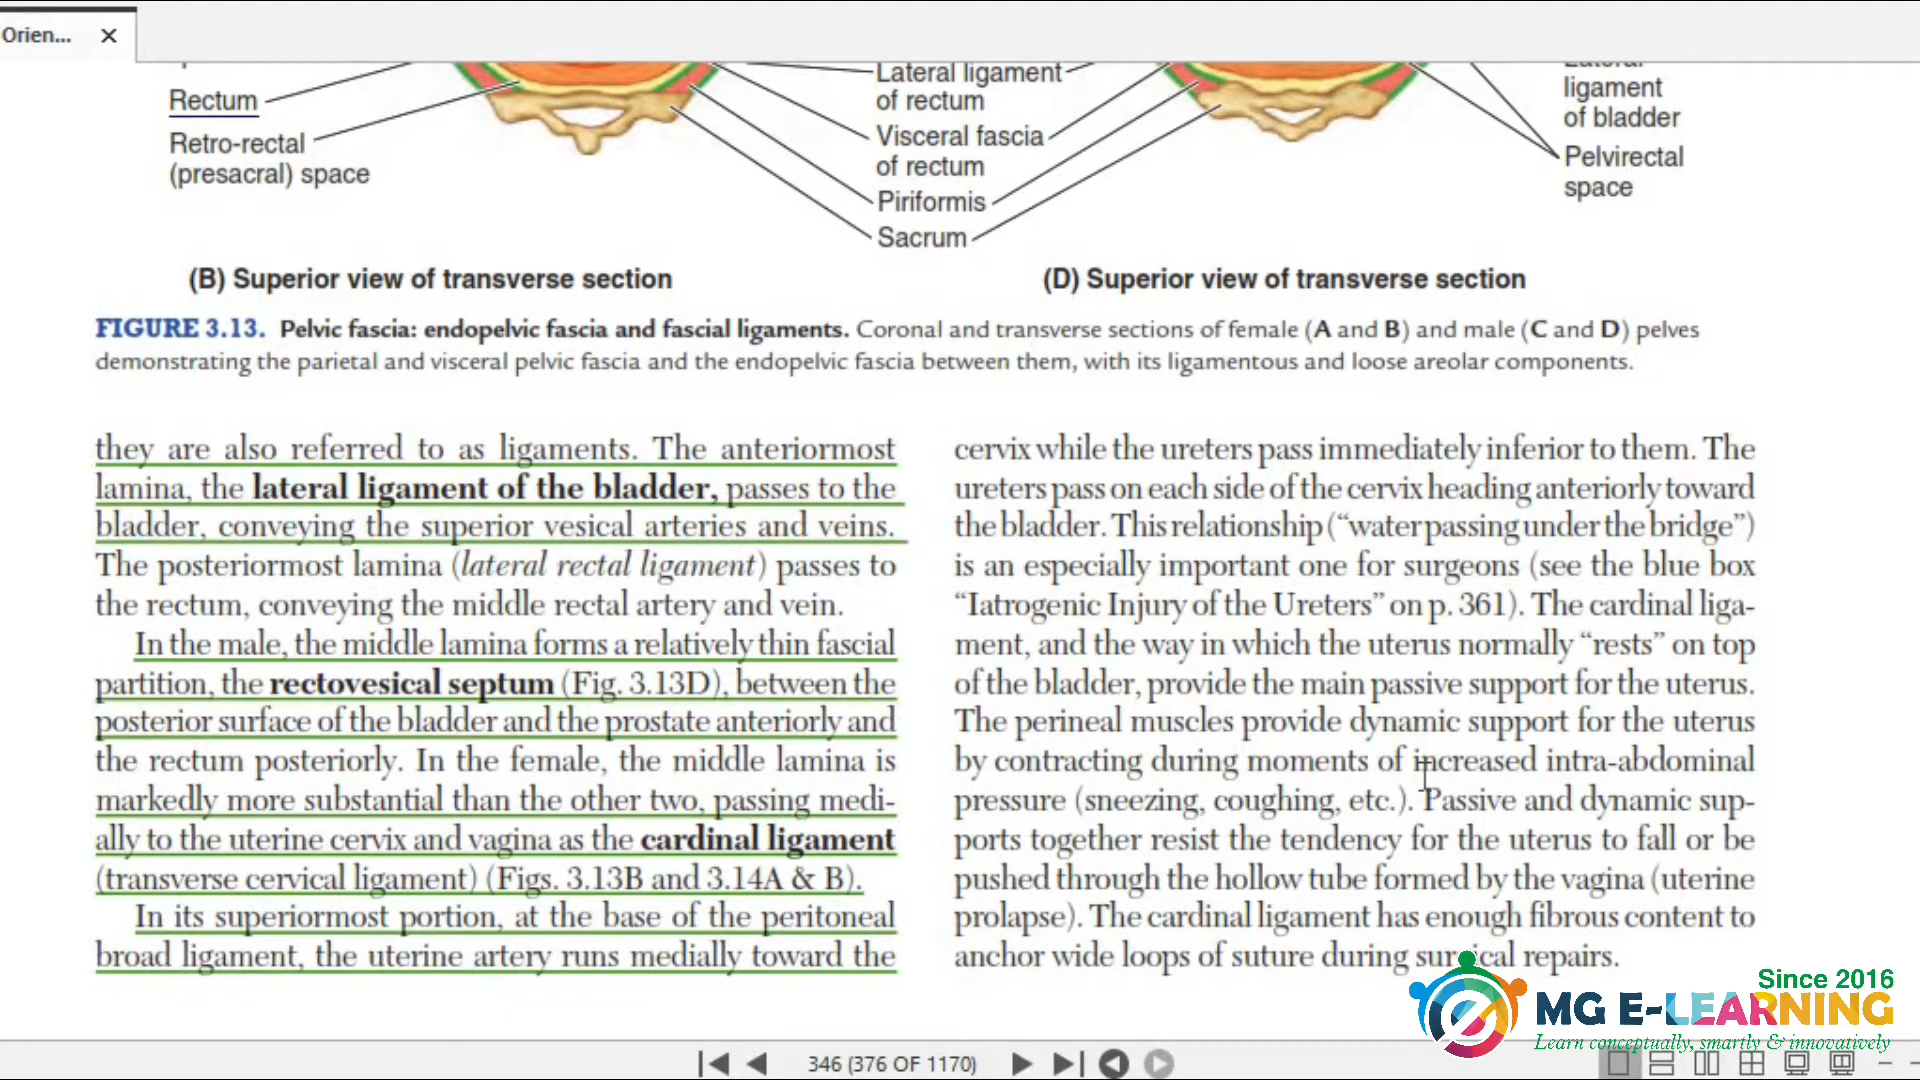 Orien...
Rectum
Retro-rectal
(presacral) space
Lateral ligament
of rectum
Visceral fascia
of rectum
Piriformis
Sacrum
Lateral
ligament
of bladder
Pelvirectal
space
(B) Superior view of transverse section
(D) Superior view of transverse section
FIGURE 3.13. Pelvic fascia: endopelvic fascia and fascial ligaments. Coronal and transverse sections of female (A and B) and male (C and D) pelves
demonstrating the parietal and visceral pelvic fascia and the endopelvic fascia between them, with its ligamentous and loose areolar components.
they are also referred to as ligaments. The anteriormost
lamina, the lateral ligament of the bladder, passes to the
bladder, conveying the superior vesical arteries and veins.
The posteriormost lamina (lateral rectal ligament) passes to
the rectum, conveying the middle rectal artery and vein.
In the male, the middle lamina forms a relatively thin fascial
partition, the rectovesical septum (Fig. 3.13D), between the
posterior surface of the bladder and the prostate anteriorly and
the rectum posteriorly. In the female, the middle lamina is
markedly more substantial than the other two, passing medi-
ally to the uterine cervix and vagina as the cardinal ligament
(transverse cervical ligament) (Figs. 3.13B and 3.14A & B).
In its superiormost portion, at the base of the peritoneal
broad ligament, the uterine artery runs medially toward the
cervix while the ureters pass immediately inferior to them. The
ureters pass on each side of the cervix heading anteriorly toward
the bladder. This relationship (“water passing under the bridge”)
is an especially important one for surgeons (see the blue box
“Iatrogenic Injury of the Ureters” on p. 361). The cardinal liga-
ment, and the way in which the uterus normally “rests” on top
of the bladder, provide the main passive support for the uterus.
The perineal muscles provide dynamic support for the uterus
by contracting during moments of increased intra-abdominal
pressure (sneezing, coughing, etc.). Passive and dynamic sup-
ports together resist the tendency for the uterus to fall or be
pushed through the hollow tube formed by the vagina (uterine
prolapse). The cardinal ligament has enough fibrous content to
anchor wide loops of suture during surgical repairs.
Since 2016
MG E-LEARNING
Learn conceptually, smartly & innovatively
346 (376 OF 1170)